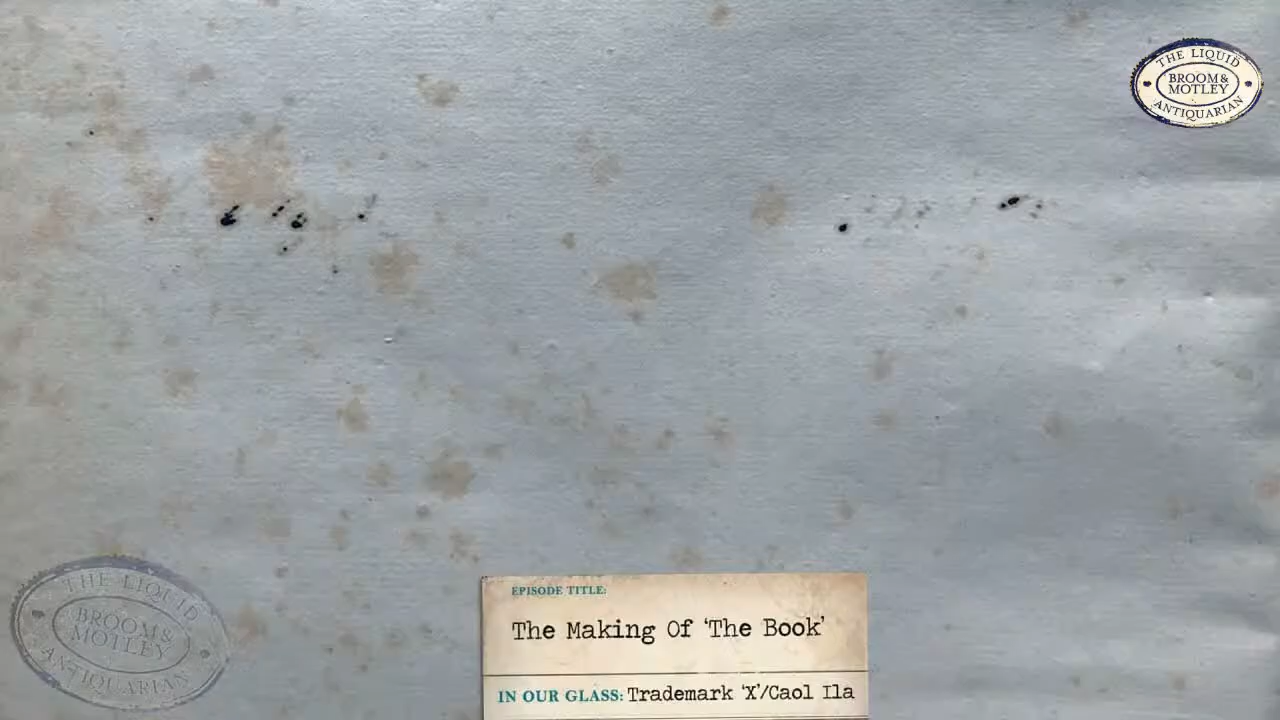 THE LIQUID
BROOM &
MOTLEY
ANTIQUARIAN
EPISODE TITLE:
The Making Of ‘The Book’
IN OUR GLASS: Trademark ‘X’/Caol Ila
THE LIQUID
BROOM &
MOTLEY
ANTIQUARIAN